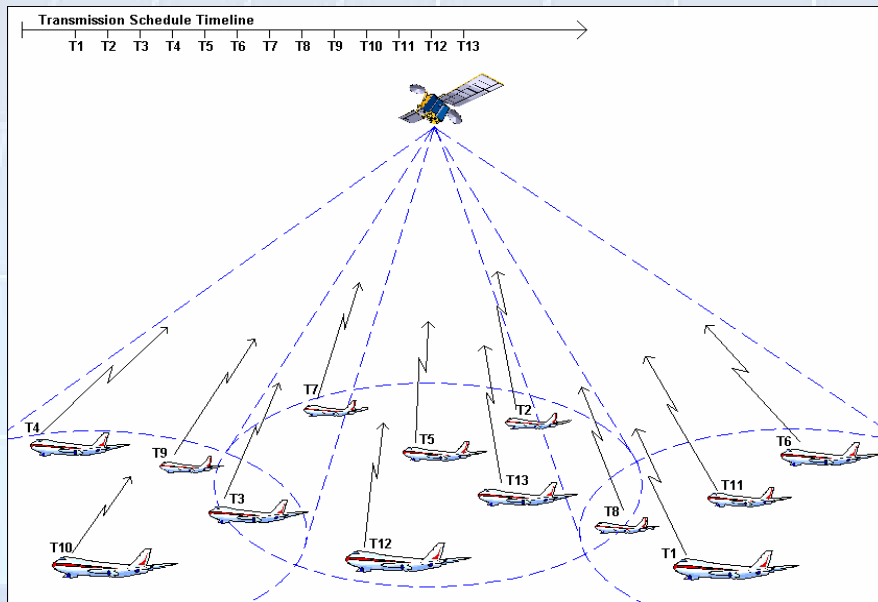 Transmission Schedule Timeline
T1 T2 T3 T4 T5 T6 T7 T8 T9 T10 T11 T12 T13
T7
T2
T4
T5
T6
T9
T13
T11
T3
T8
T10
T12
T1